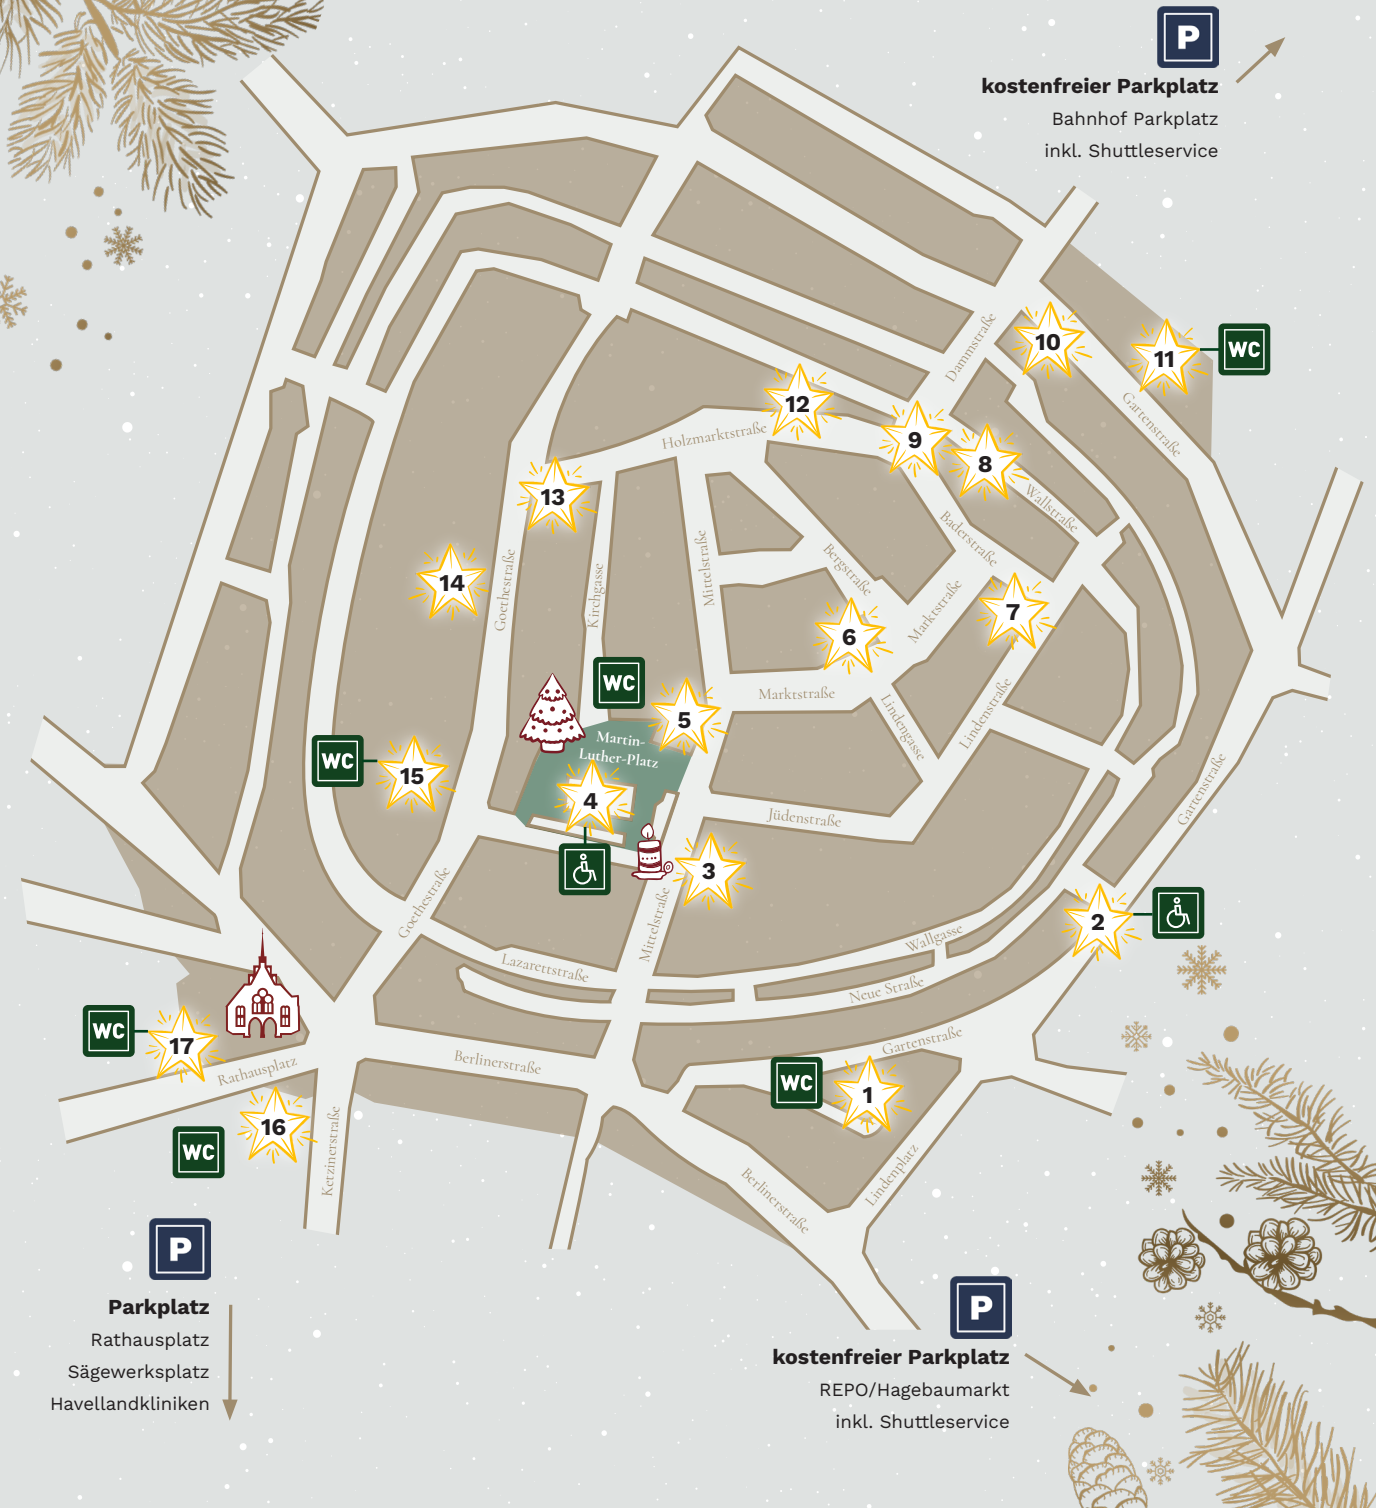 P
kostenfreier Parkplatz
Bahnhof Parkplatz
inkl. Shuttleservice
Dammstraße
10
11
WC
Gartenstraße
12
Holzmarktstraße
9
8
Wallstraße
13
Baderstraße
14
Goethestraße
Kirchgasse
Mittelstraße
Bergstraße
Marktstraße
7
6
WC
Marktstraße
5
Lindengasse
Lindenstraße
Martin-
Luther-Platz
WC
15
4
Jüdenstraße
Gartenstraße
3
Goethestraße
Mittelstraße
2
Wallgasse
Lazarettstraße
Neue Straße
WC
17
Rathausplatz
Berlinerstraße
Gartenstraße
WC
1
16
WC
Ketzinerstraße
Berlinerstraße
Lindenplatz
P
Parkplatz
Rathausplatz
Sägewerksplatz
Havellandkliniken
P
kostenfreier Parkplatz
REPO/Hagebaumarkt
inkl. Shuttleservice